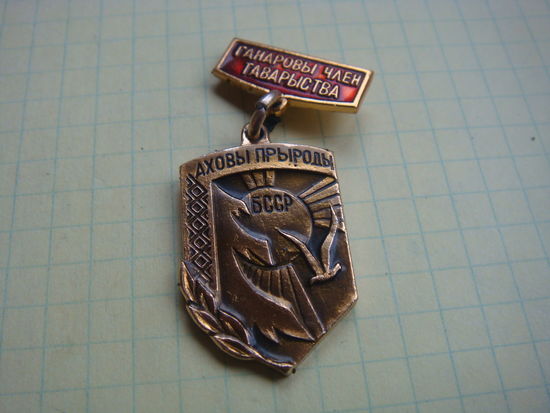 ГАНАРОВЫ ЧЛЕН
ТАВАРЫСТВА
АХОВЫ ПРЫРОДЫ
БССР